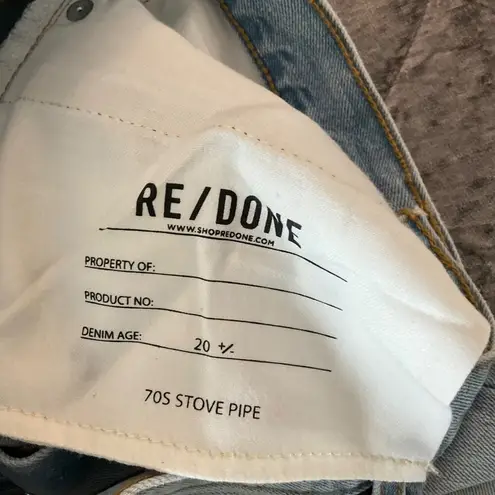 RE/DONE
WWW.SHOPREDONE.COM
PROPERTY OF:
PRODUCT NO:
DENIM AGE: 20 +/-
70S STOVE PIPE